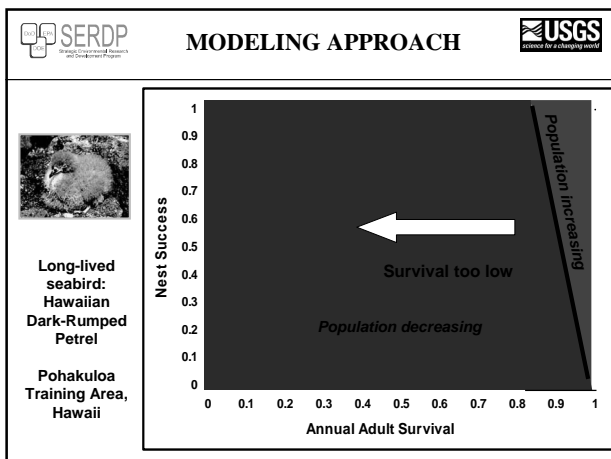 DoD
EPA
DOE
SERDP
Strategic Environmental Research
and Development Program
MODELING APPROACH
USGS
science for a changing world
Long-lived
seabird:
Hawaiian
Dark-Rumped
Petrel
Pohakuloa
Training Area,
Hawaii
Nest Success
1
0.9
0.8
0.7
0.6
0.5
0.4
0.3
0.2
0.1
0
Population increasing
Survival too low
Population decreasing
0 0.1 0.2 0.3 0.4 0.5 0.6 0.7 0.8 0.9 1
Annual Adult Survival